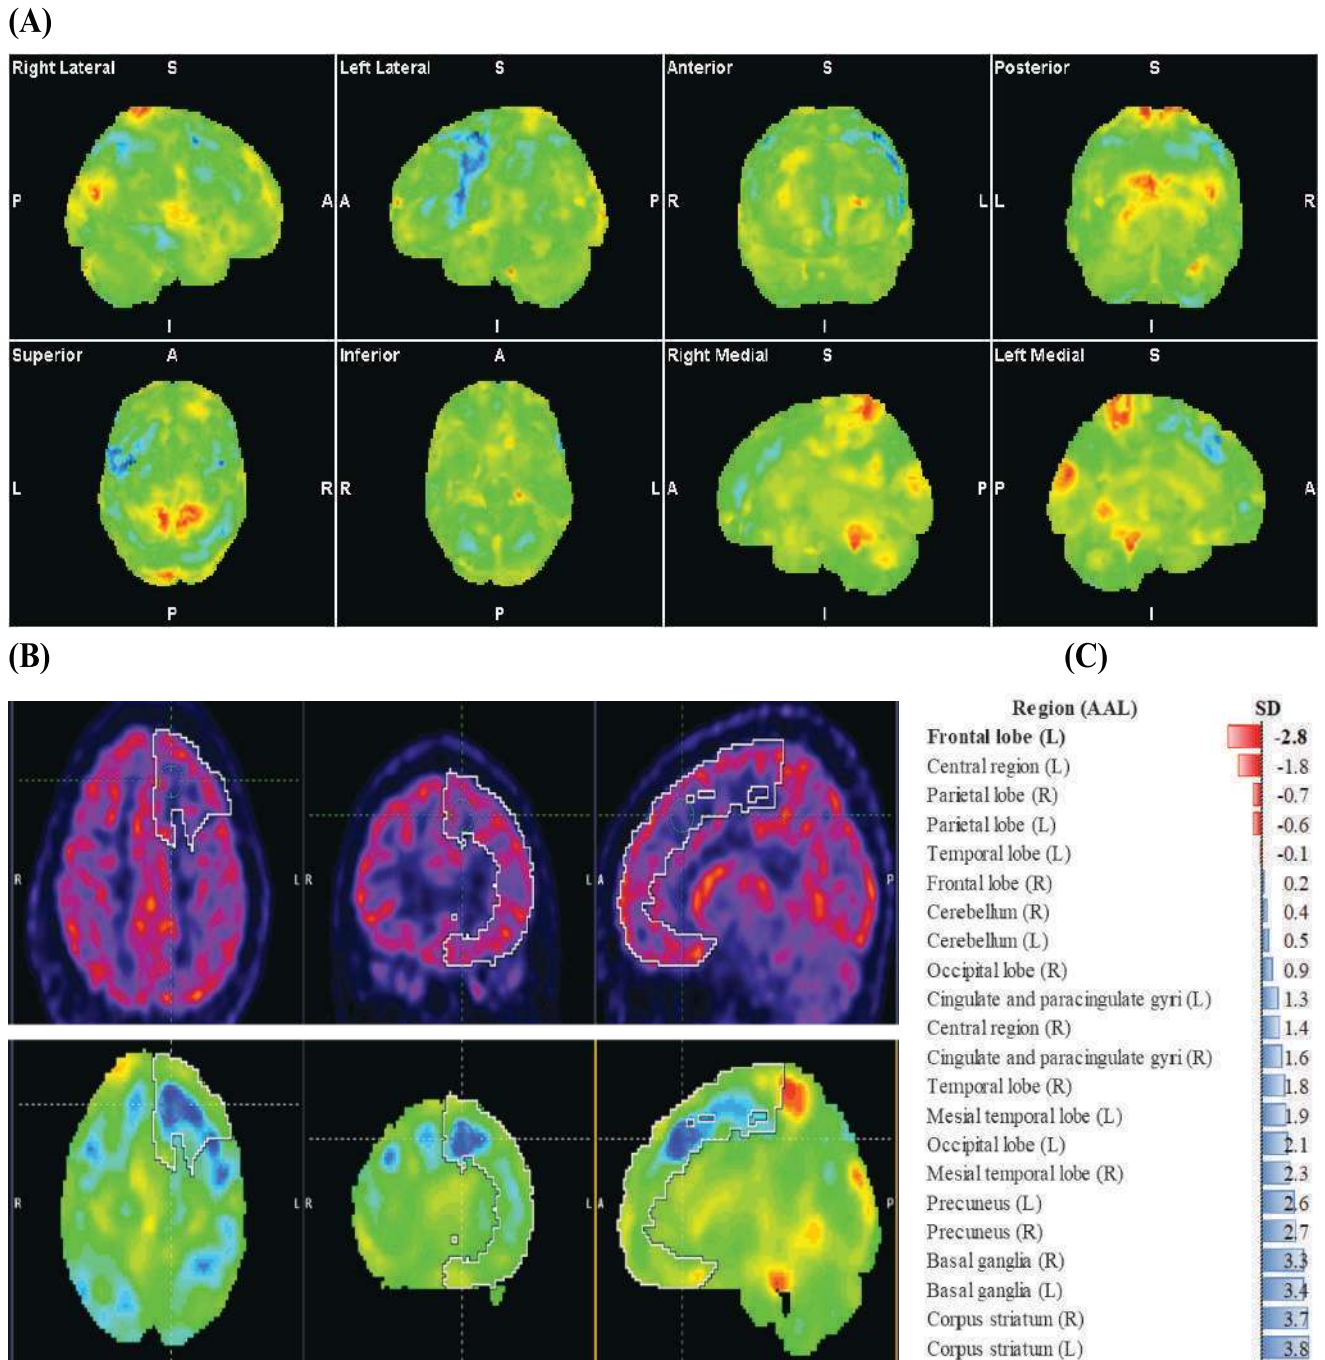 (A)
Right Lateral S
P A
I
Left Lateral S
A P
I
Anterior S
R L
I
Posterior S
L R
I
Superior A
L R
P
Inferior A
R L
P
Right Medial S
A P
I
Left Medial S
P A
I
(B)
R L
R L
A P
R L
R L
A P
(C)
Region (AAL) SD
Frontal lobe (L) -2.8
Central region (L) -1.8
Parietal lobe (R) -0.7
Parietal lobe (L) -0.6
Temporal lobe (L) -0.1
Frontal lobe (R) 0.2
Cerebellum (R) 0.4
Cerebellum (L) 0.5
Occipital lobe (R) 0.9
Cingulate and paracingulate gyri (L) 1.3
Central region (R) 1.4
Cingulate and paracingulate gyri (R) 1.6
Temporal lobe (R) 1.8
Mesial temporal lobe (L) 1.9
Occipital lobe (L) 2.1
Mesial temporal lobe (R) 2.3
Precuneus (L) 2.6
Precuneus (R) 2.7
Basal ganglia (R) 3.3
Basal ganglia (L) 3.4
Corpus striatum (R) 3.7
Corpus striatum (L) 3.8